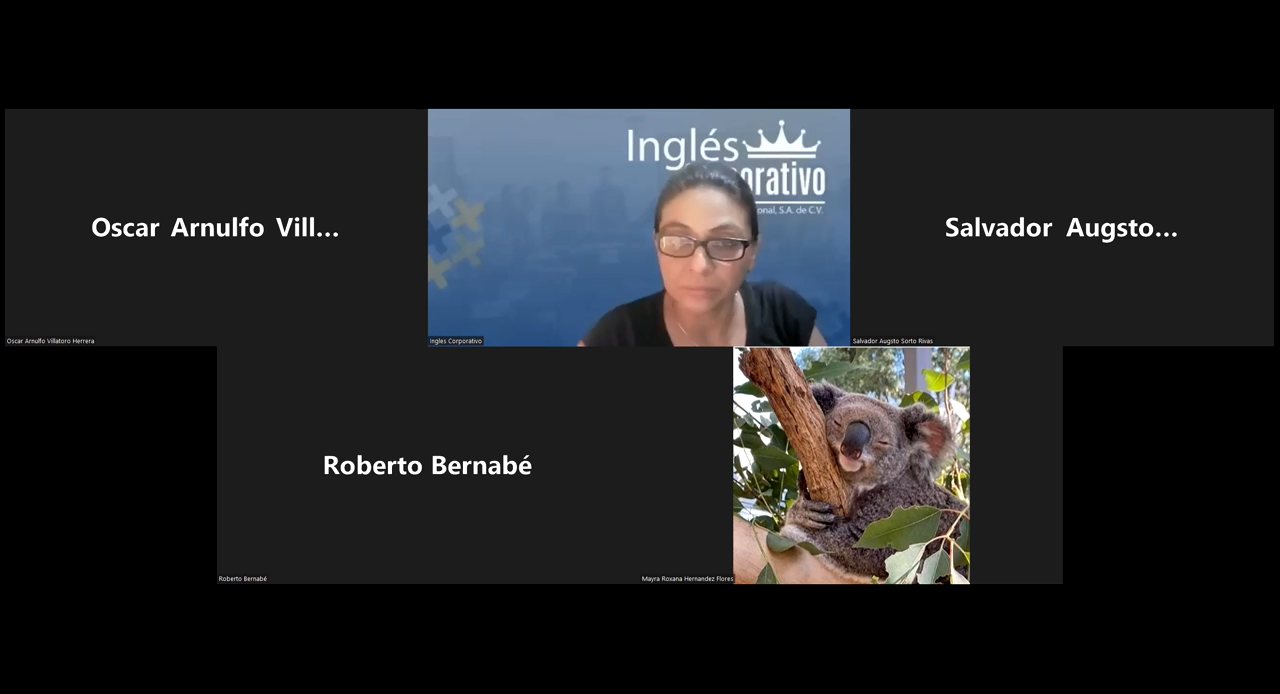 Oscar Arnulfo Vill...
Oscar Arnulfo Villatoro Herrera
Inglés
orativo
onal, S.A. de C.V.
Ingles Corporativo
Salvador Augsto...
Salvador Augsto Sorto Rivas
Roberto Bernabé
Roberto Bernabé
Mayra Roxana Hernandez Flores